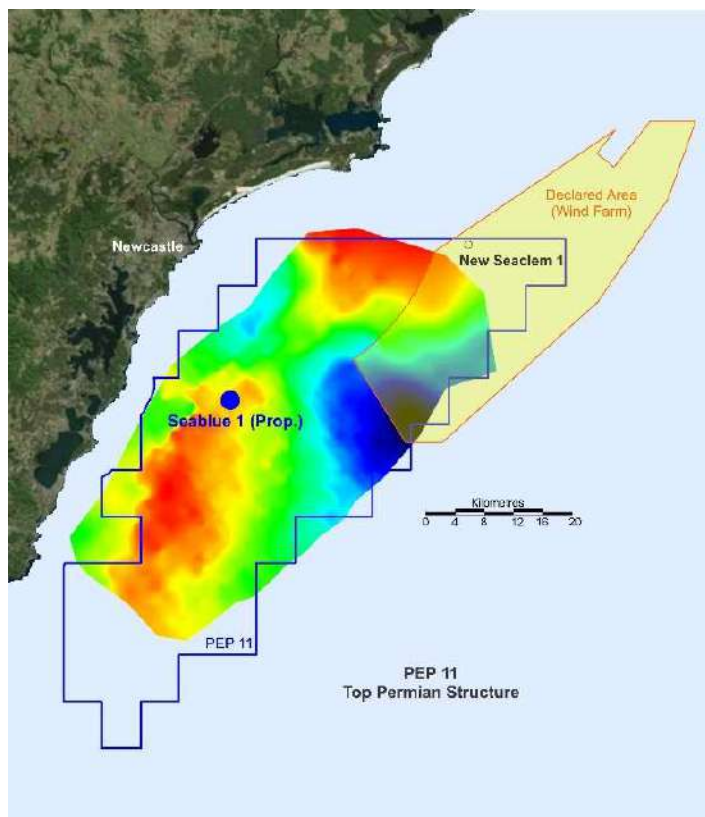 Declared Area
(Wind Farm)
Newcastle
New Seaclem 1
Seablue 1 (Prop.)
Kilometres
0 4 8 12 16 20
PEP 11
PEP 11
Top Permian Structure